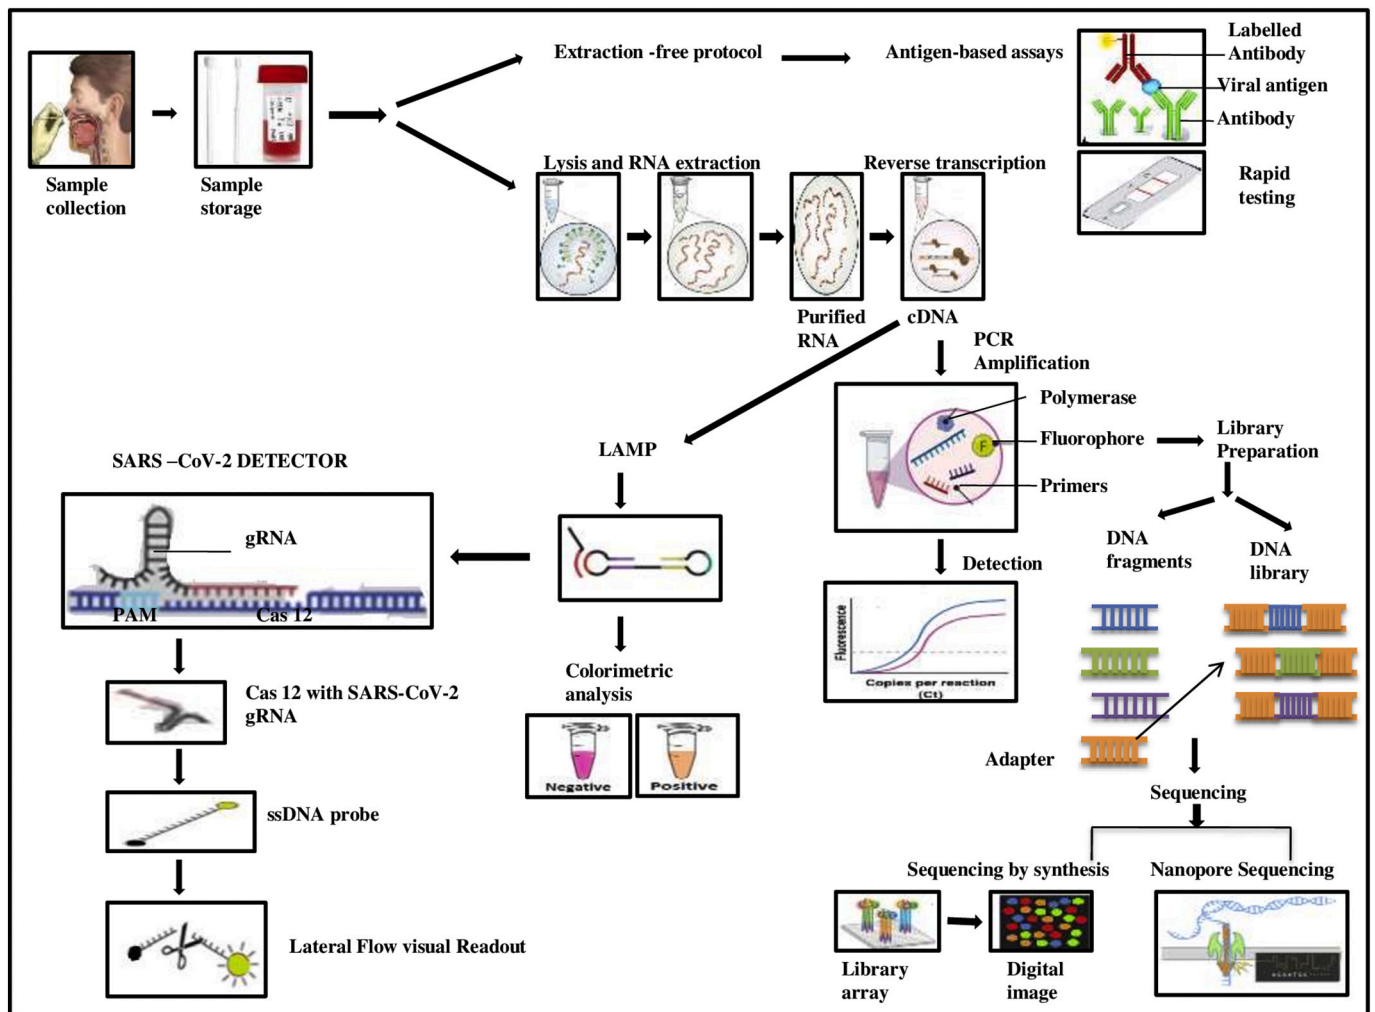 Extraction -free protocol
Antigen-based assays
Labelled
Antibody
Viral antigen
Antibody
Sample
collection
Sample
storage
Rapid
testing
Lysis and RNA extraction
Reverse transcription
Purified
RNA
cDNA
PCR
Amplification
Polymerase
Fluorophore
F
Primers
Library
Preparation
LAMP
SARS –CoV-2 DETECTOR
gRNA
PAM
Cas 12
DNA
fragments
DNA
library
Detection
Fluorescence
Copies per reaction
(Ct)
Colorimetric
analysis
Negative
Positive
Cas 12 with SARS-CoV-2
gRNA
Adapter
ssDNA probe
Sequencing
Sequencing by synthesis
Nanopore Sequencing
Lateral Flow visual Readout
Library
array
Digital
image